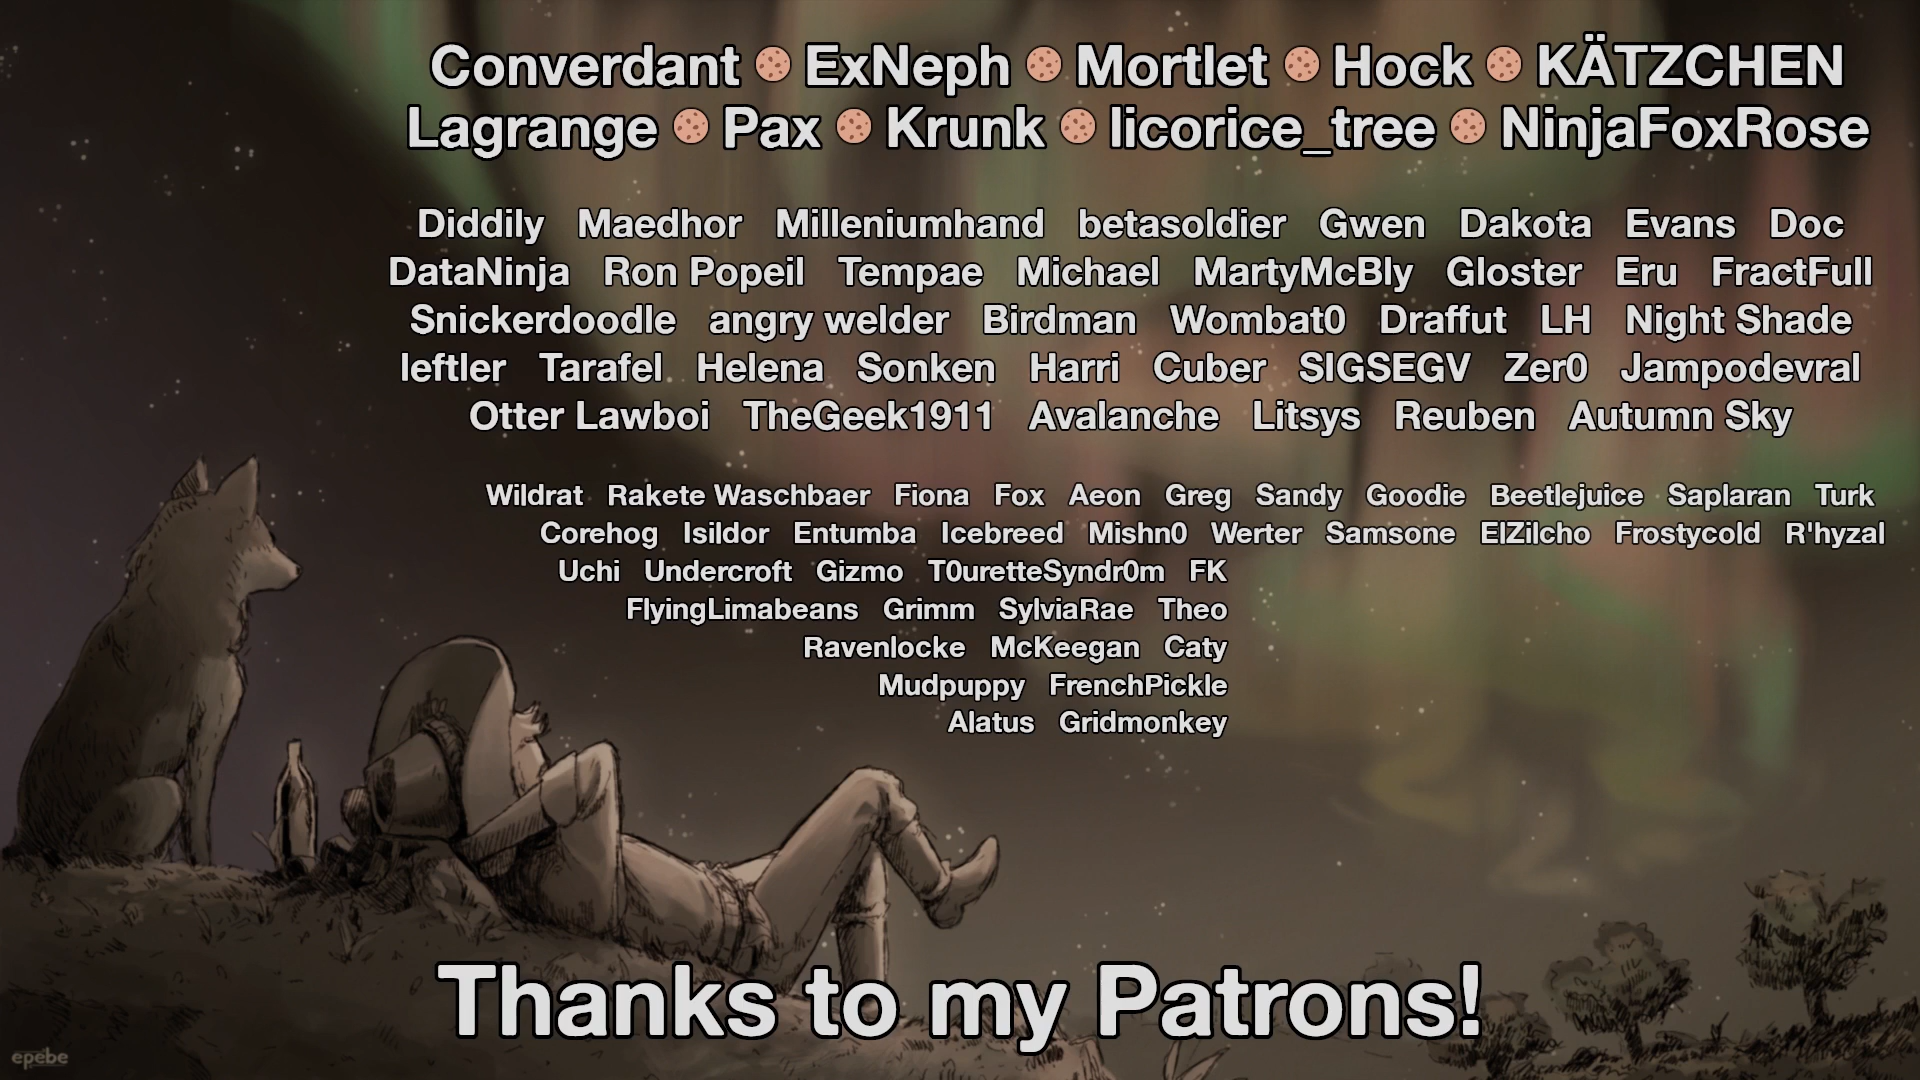 Converdant ExNeph Mortlet Hock KÄTZCHEN
Lagrange Pax Krunk licorice_tree NinjaFoxRose
Diddily Maedhor Milleniumhand betasoldier Gwen Dakota Evans Doc
DataNinja Ron Popeil Tempae Michael MartyMcBly Gloster Eru FractFull
Snickerdoodle angry welder Birdman Wombat0 Draffut LH Night Shade
leftler Tarafel Helena Sonken Harri Cuber SIGSEGV Zer0 Jampodevral
Otter Lawboi TheGeek1911 Avalanche Litsys Reuben Autumn Sky
Wildrat Rakete Waschbaer Fiona Fox Aeon Greg Sandy Goodie Beetlejuice Saplaran Turk
Corehog Isildor Entumba Icebreed Mishn0 Werter Samsone ElZilcho Frostycold R'hyzal
Uchi Undercroft Gizmo T0uretteSyndr0m FK
FlyingLimabeans Grimm SylviaRae Theo
Ravenlocke McKeegan Caty
Mudpuppy FrenchPickle
Alatus Gridmonkey
Thanks to my Patrons!
epebe